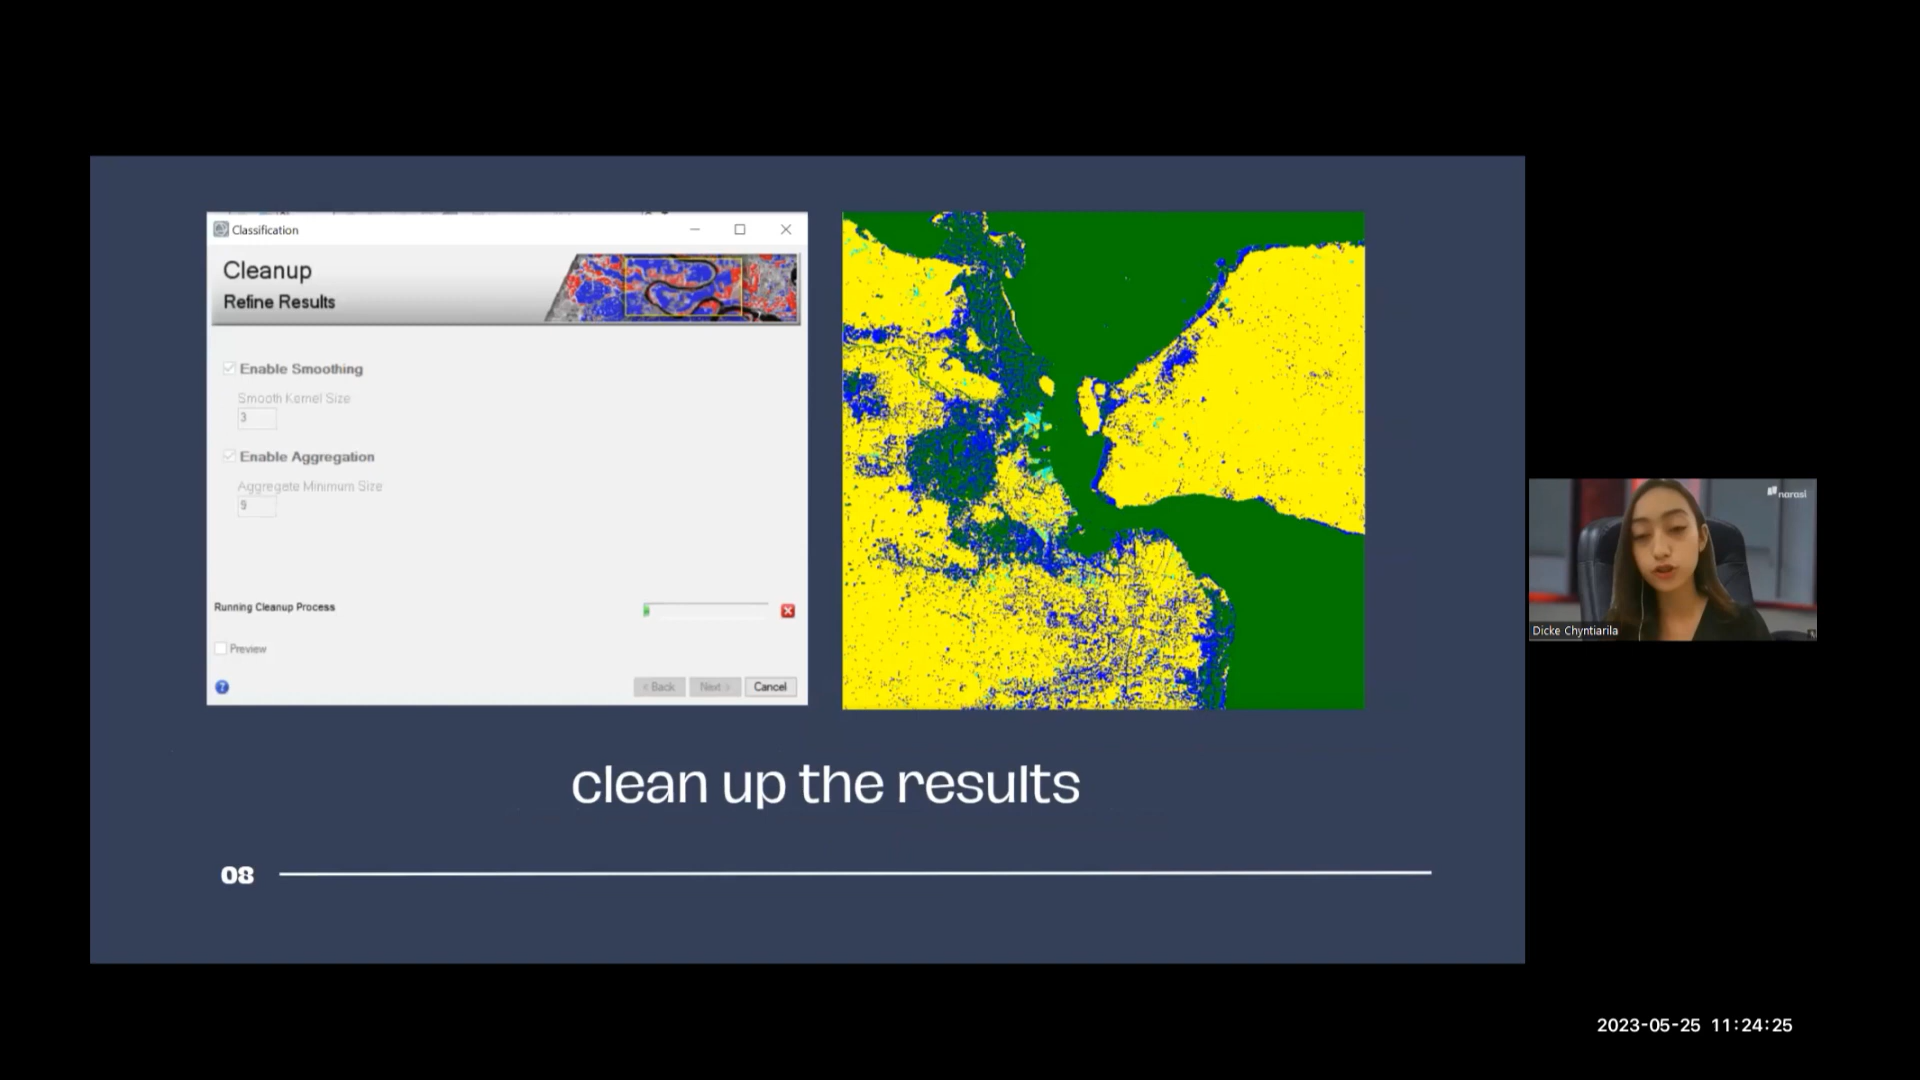 Classification
Cleanup
Refine Results
Enable Smoothing
Smooth Kernel Size
3
Enable Aggregation
Aggregate Minimum Size
9
Running Cleanup Process
Preview
?
< Back
Next >
Cancel
narasi
Dicke Chyntiarila
clean up the results
08
2023-05-25 11:24:25